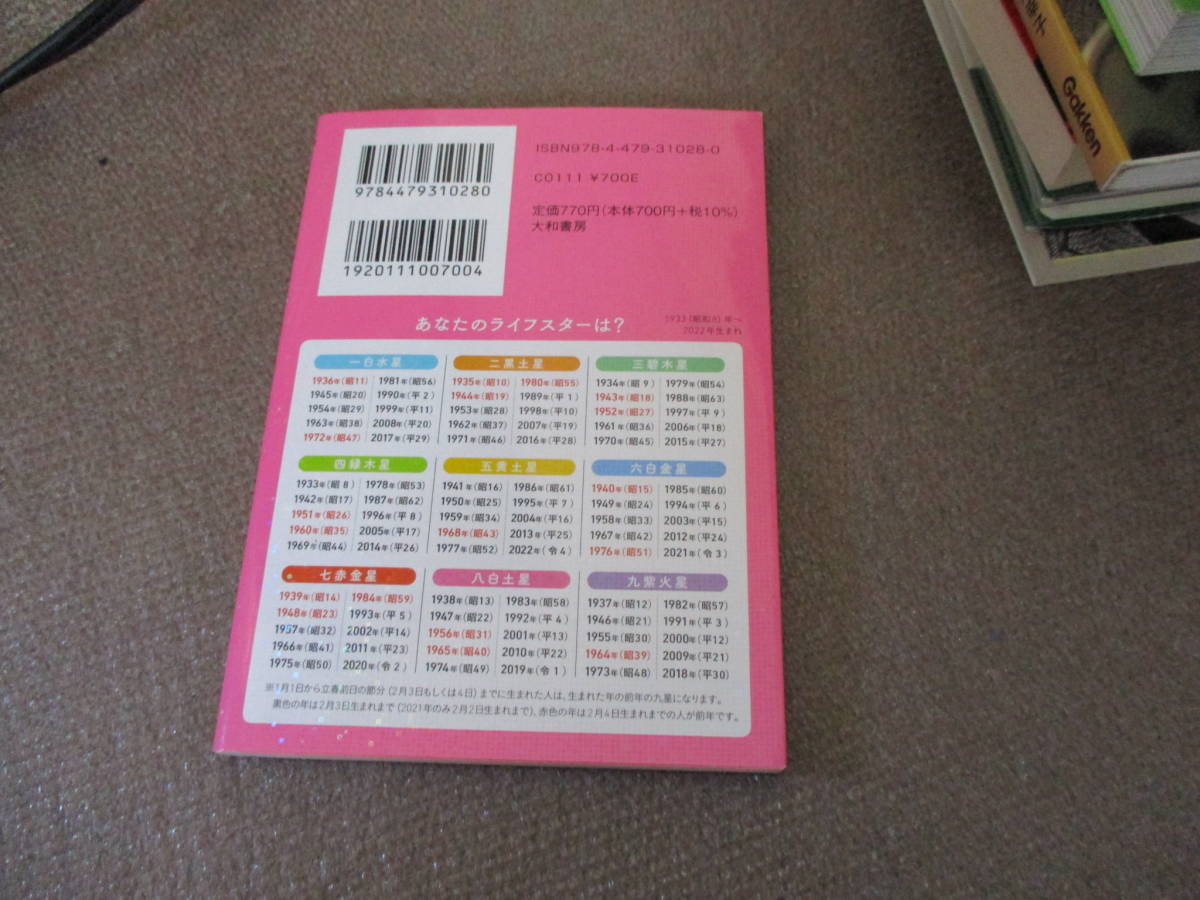 Gakken
9784479310280
1920111007004
ISBN978-4-479-31028-0
C0111 ¥700E
定価770円(本体700円+税10%)
大和書房
あなたのライフスターは?
1933(昭和8)年〜
2022年生まれ
一白水星
1936年(昭11) 1981年(昭56)
1945年(昭20) 1990年(平2)
1954年(昭29) 1999年(平11)
1963年(昭38) 2008年(平20)
1972年(昭47) 2017年(平29)
二黒土星
1935年(昭10) 1980年(昭55)
1944年(昭19) 1989年(平1)
1953年(昭28) 1998年(平10)
1962年(昭37) 2007年(平19)
1971年(昭46) 2016年(平28)
三碧木星
1934年(昭9) 1979年(昭54)
1943年(昭18) 1988年(昭63)
1952年(昭27) 1997年(平9)
1961年(昭36) 2006年(平18)
1970年(昭45) 2015年(平27)
四緑木星
1933年(昭8) 1978年(昭53)
1942年(昭17) 1987年(昭62)
1951年(昭26) 1996年(平8)
1960年(昭35) 2005年(平17)
1969年(昭44) 2014年(平26)
五黄土星
1941年(昭16) 1986年(昭61)
1950年(昭25) 1995年(平7)
1959年(昭34) 2004年(平16)
1968年(昭43) 2013年(平25)
1977年(昭52) 2022年(令4)
六白金星
1940年(昭15) 1985年(昭60)
1949年(昭24) 1994年(平6)
1958年(昭33) 2003年(平15)
1967年(昭42) 2012年(平24)
1976年(昭51) 2021年(令3)
七赤金星
1939年(昭14) 1984年(昭59)
1948年(昭23) 1993年(平5)
1957年(昭32) 2002年(平14)
1966年(昭41) 2011年(平23)
1975年(昭50) 2020年(令2)
八白土星
1938年(昭13) 1983年(昭58)
1947年(昭22) 1992年(平4)
1956年(昭31) 2001年(平13)
1965年(昭40) 2010年(平22)
1974年(昭49) 2019年(令1)
九紫火星
1937年(昭12) 1982年(昭57)
1946年(昭21) 1991年(平3)
1955年(昭30) 2000年(平12)
1964年(昭39) 2009年(平21)
1973年(昭48) 2018年(平30)
※1月1日から立春前日の節分(2月3日もしくは4日)までに生まれた人は、生まれた年の前年の九星になります。
黒色の年は2月3日生まれまで(2021年のみ2月2日生まれまで)、赤色の年は2月4日生まれまでの人が前年です。